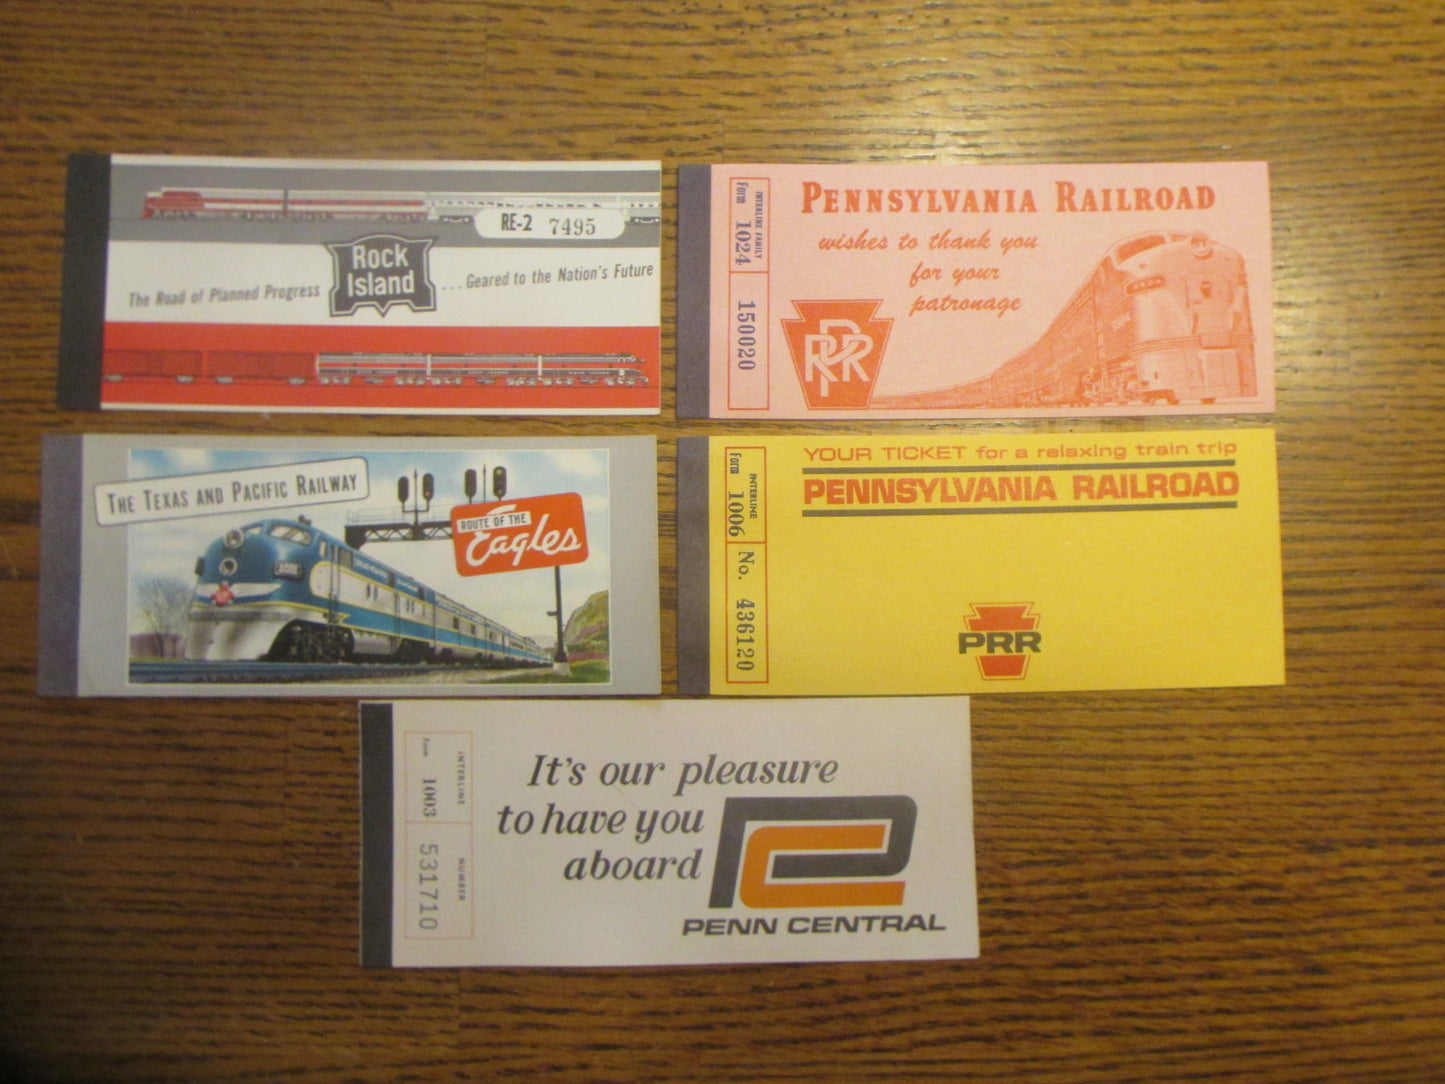 RE-2 7495
Rock
Island
The Road of Planned Progress
...Geared to the Nation's Future
ROCK ISLAND
INTERLINE FAMILY
Form 1024
150020
PENNSYLVANIA RAILROAD
wishes to thank you
for your
patronage
PRR
THE TEXAS AND PACIFIC RAILWAY
ROUTE OF THE
Eagles
INTERLINE
Form 1006
No. 436120
YOUR TICKET for a relaxing train trip
PENNSYLVANIA RAILROAD
PRR
INTERLINE
Form 1003
NUMBER
531710
It's our pleasure
to have you
aboard
PENN CENTRAL